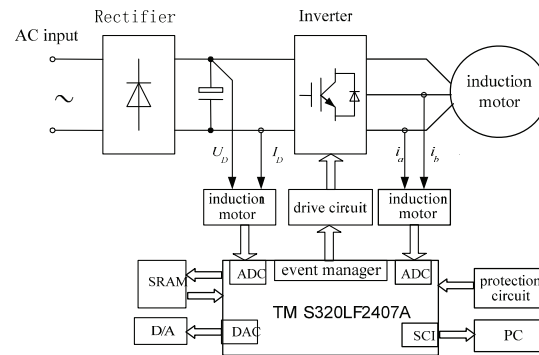 Rectifier
Inverter
AC input
~
induction
motor
U_D
I_D
i_a
i_b
induction
motor
drive circuit
induction
motor
SRAM
ADC
event manager
ADC
protection
circuit
TM S320LF2407A
D/A
DAC
SCI
PC